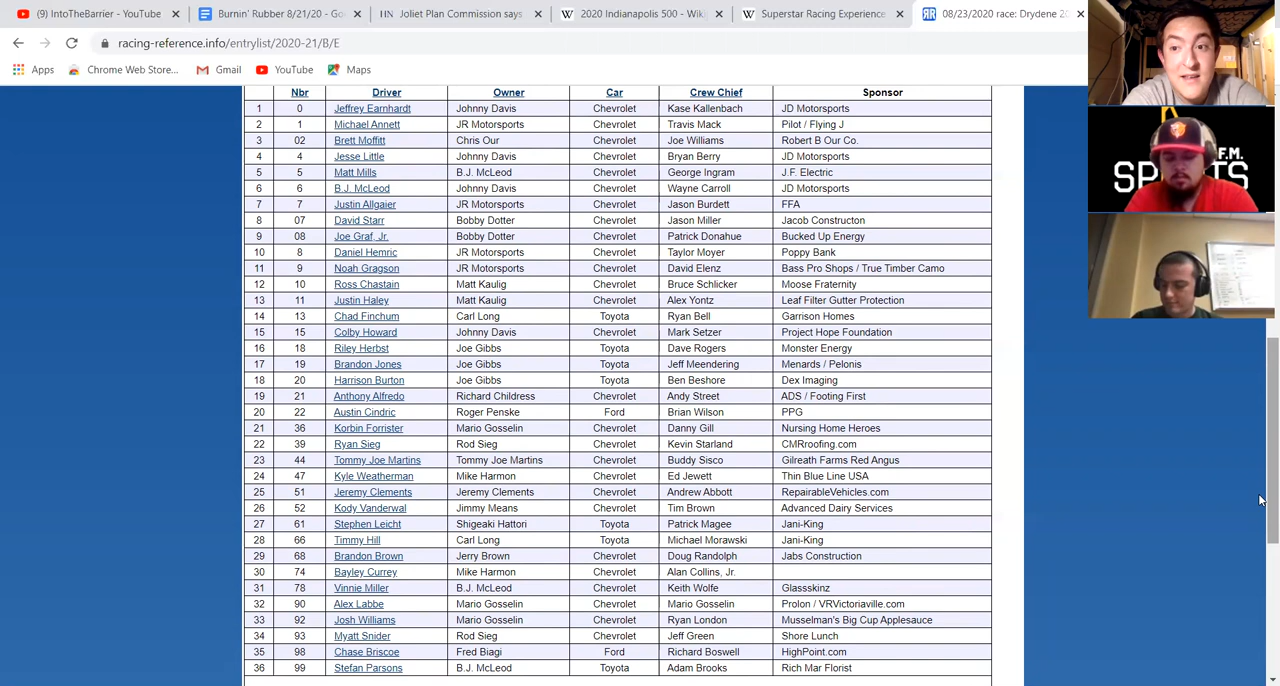 IntoTheBarrier - YouTube
Burnin' Rubber 8/21/20 - Go
Joliet Plan Commission says
2020 Indianapolis 500 - Wiki
Superstar Racing Experience
08/23/2020 race: Drydene 20
racing-reference.info/entrylist/2020-21/B/E
Apps Chrome Web Store... Gmail YouTube Maps
Nbr Driver Owner Car Crew Chief Sponsor
1 0 Jeffrey Earnhardt Johnny Davis Chevrolet Kase Kallenbach JD Motorsports
2 1 Michael Annett JR Motorsports Chevrolet Travis Mack Pilot / Flying J
3 02 Brett Moffitt Chris Our Chevrolet Joe Williams Robert B Our Co.
4 4 Jesse Little Johnny Davis Chevrolet Bryan Berry JD Motorsports
5 5 Matt Mills B.J. McLeod Chevrolet George Ingram J.F. Electric
6 6 B.J. McLeod Johnny Davis Chevrolet Wayne Carroll JD Motorsports
7 7 Justin Allgaier JR Motorsports Chevrolet Jason Burdett FFA
8 07 David Starr Bobby Dotter Chevrolet Jason Miller Jacob Constructon
9 08 Joe Graf, Jr. Bobby Dotter Chevrolet Patrick Donahue Bucked Up Energy
10 8 Daniel Hemric JR Motorsports Chevrolet Taylor Moyer Poppy Bank
11 9 Noah Gragson JR Motorsports Chevrolet David Elenz Bass Pro Shops / True Timber Camo
12 10 Ross Chastain Matt Kaulig Chevrolet Bruce Schlicker Moose Fraternity
13 11 Justin Haley Matt Kaulig Chevrolet Alex Yontz Leaf Filter Gutter Protection
14 13 Chad Finchum Carl Long Toyota Ryan Bell Garrison Homes
15 15 Colby Howard Johnny Davis Chevrolet Mark Setzer Project Hope Foundation
16 18 Riley Herbst Joe Gibbs Toyota Dave Rogers Monster Energy
17 19 Brandon Jones Joe Gibbs Toyota Jeff Meendering Menards / Pelonis
18 20 Harrison Burton Joe Gibbs Toyota Ben Beshore Dex Imaging
19 21 Anthony Alfredo Richard Childress Chevrolet Andy Street ADS / Footing First
20 22 Austin Cindric Roger Penske Ford Brian Wilson PPG
21 36 Korbin Forrister Mario Gosselin Chevrolet Danny Gill Nursing Home Heroes
22 39 Ryan Sieg Rod Sieg Chevrolet Kevin Starland CMRroofing.com
23 44 Tommy Joe Martins Tommy Joe Martins Chevrolet Buddy Sisco Gilreath Farms Red Angus
24 47 Kyle Weatherman Mike Harmon Chevrolet Ed Jewett Thin Blue Line USA
25 51 Jeremy Clements Jeremy Clements Chevrolet Andrew Abbott RepairableVehicles.com
26 52 Kody Vanderwal Jimmy Means Chevrolet Tim Brown Advanced Dairy Services
27 61 Stephen Leicht Shigeaki Hattori Toyota Patrick Magee Jani-King
28 66 Timmy Hill Carl Long Toyota Michael Morawski Jani-King
29 68 Brandon Brown Jerry Brown Chevrolet Doug Randolph Jabs Construction
30 74 Bayley Currey Mike Harmon Chevrolet Alan Collins, Jr.
31 78 Vinnie Miller B.J. McLeod Chevrolet Keith Wolfe Glassskinz
32 90 Alex Labbe Mario Gosselin Chevrolet Mario Gosselin Prolon / VRVictoriaville.com
33 92 Josh Williams Mario Gosselin Chevrolet Ryan London Musselman's Big Cup Applesauce
34 93 Myatt Snider Rod Sieg Chevrolet Jeff Green Shore Lunch
35 98 Chase Briscoe Fred Biagi Ford Richard Boswell HighPoint.com
36 99 Stefan Parsons B.J. McLeod Toyota Adam Brooks Rich Mar Florist
F.M.